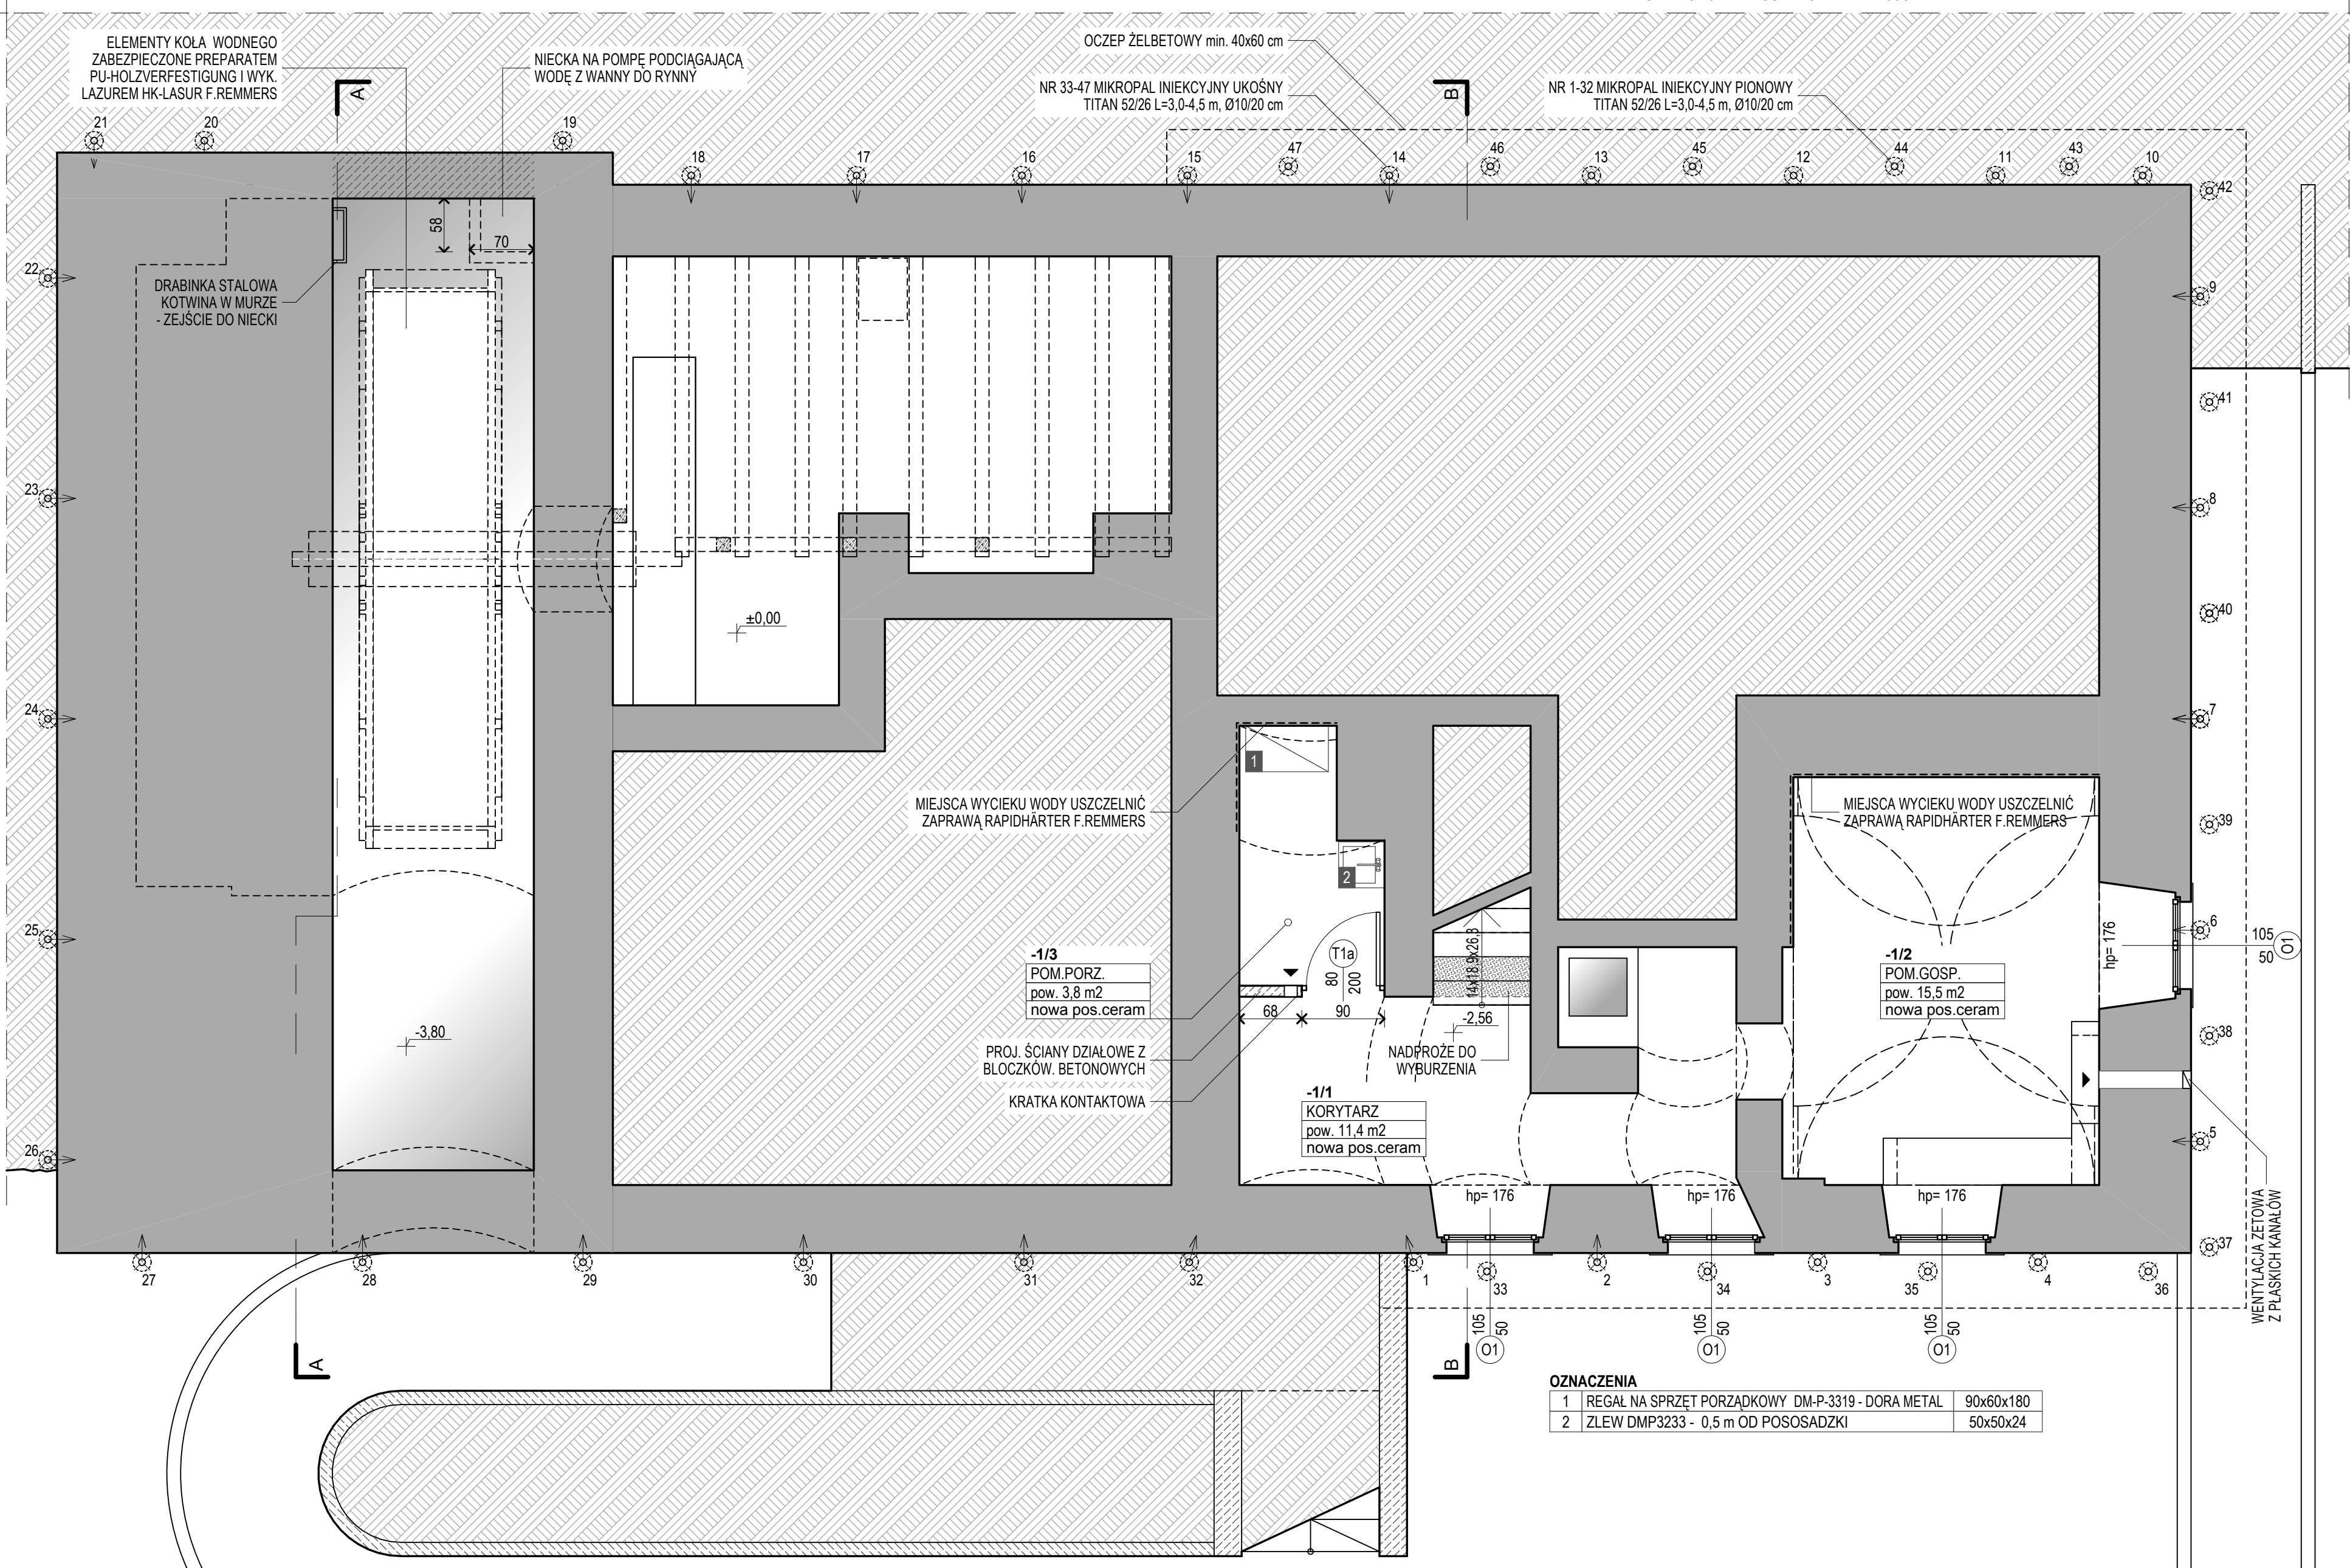 ELEMENTY KOŁA WODNEGO
ZABEZPIECZONE PREPARATEM
PU-HOLZVERFESTIGUNG I WYK.
LAZUREM HK-LASUR F.REMMERS
A
NIECKA NA POMPĘ PODCIĄGAJĄCĄ
WODĘ Z WANNY DO RYNNY
OCZEP ŻELBETOWY min. 40x60 cm
NR 33-47 MIKROPAL INIEKCYJNY UKOŚNY
TITAN 52/26 L=3,0-4,5 m, Ø10/20 cm
B
NR 1-32 MIKROPAL INIEKCYJNY PIONOWY
TITAN 52/26 L=3,0-4,5 m, Ø10/20 cm
21
20
19
18
17
16
15
47
14
46
13
45
12
44
11
43
10
42
58
70
DRABINKA STALOWA
KOTWINA W MURZE
- ZEJŚCIE DO NIECKI
22
9
41
23
8
±0,00
40
24
7
1
MIEJSCA WYCIEKU WODY USZCZELNIĆ
ZAPRAWĄ RAPIDHÄRTER F.REMMERS
MIEJSCA WYCIEKU WODY USZCZELNIĆ
ZAPRAWĄ RAPIDHÄRTER F.REMMERS
39
2
25
6
105
50
O1
hp= 176
-1/3
POM.PORZ.
pow. 3,8 m2
nowa pos.ceram
T1a
80
200
14x18,9x26,3
-1/2
POM.GOSP.
pow. 15,5 m2
nowa pos.ceram
68
90
-2,56
-3,80
38
PROJ. ŚCIANY DZIAŁOWE Z
BLOCZKÓW. BETONOWYCH
NADPROŻE DO
WYBURZENIA
KRATKA KONTAKTOWA
-1/1
KORYTARZ
pow. 11,4 m2
nowa pos.ceram
26
5
hp= 176
hp= 176
hp= 176
WENTYLACJA ZETOWA
Z PŁASKICH KANAŁÓW
37
27
28
29
30
31
32
1
33
2
34
3
35
4
36
A
B
105
50
O1
105
50
O1
105
50
O1
OZNACZENIA
1 REGAŁ NA SPRZĘT PORZĄDKOWY DM-P-3319 - DORA METAL 90x60x180
2 ZLEW DMP3233 - 0,5 m OD POSOSADZKI 50x50x24